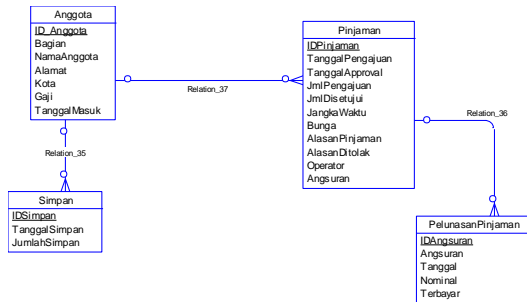 Anggota
ID_Anggota
Bagian
NamaAnggota
Alamat
Kota
Gaji
TanggalMasuk
Relation_37
Pinjaman
IDPinjaman
TanggalPengajuan
TanggalApproval
JmlPengajuan
JmlDisetujui
JangkaWaktu
Bunga
AlasanPinjaman
AlasanDitolak
Operator
Angsuran
Relation_36
Relation_35
Simpan
IDSimpan
TanggalSimpan
JumlahSimpan
PelunasanPinjaman
IDAngsuran
Angsuran
Tanggal
Nominal
Terbayar